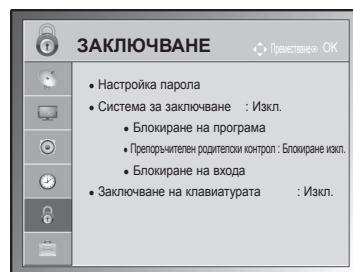 ЗАКЛЮЧВАНЕ
Преместване OK
• Настройка парола
• Система за заключване : Изкл.
• Блокиране на програма
• Препоръчителен родителски контрол : Блокиране изкл.
• Блокиране на входа
• Заключване на клавиатурата : Изкл.